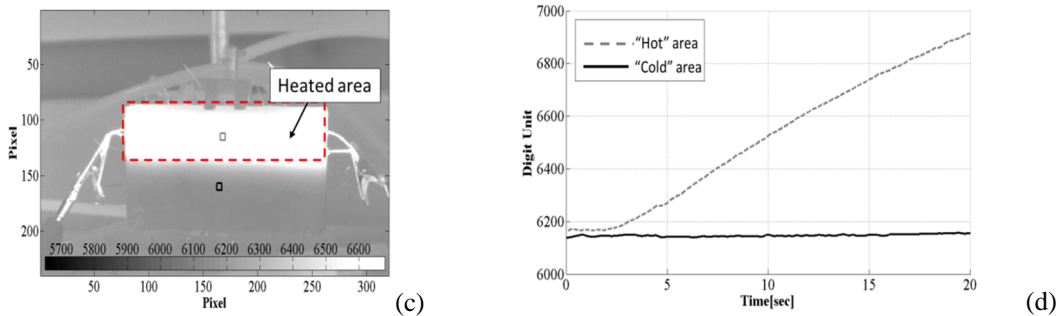 Pixel
50
100
150
200
Heated area
5700 5800 5900 6000 6180 6200 6300 6400 6500 6600
50 100 150 200 250 300
Pixel
(c)
Digit Unit
7000
6800
6600
6400
6200
6000
"Hot" area
"Cold" area
0 5 10 15 20
Time[sec]
(d)